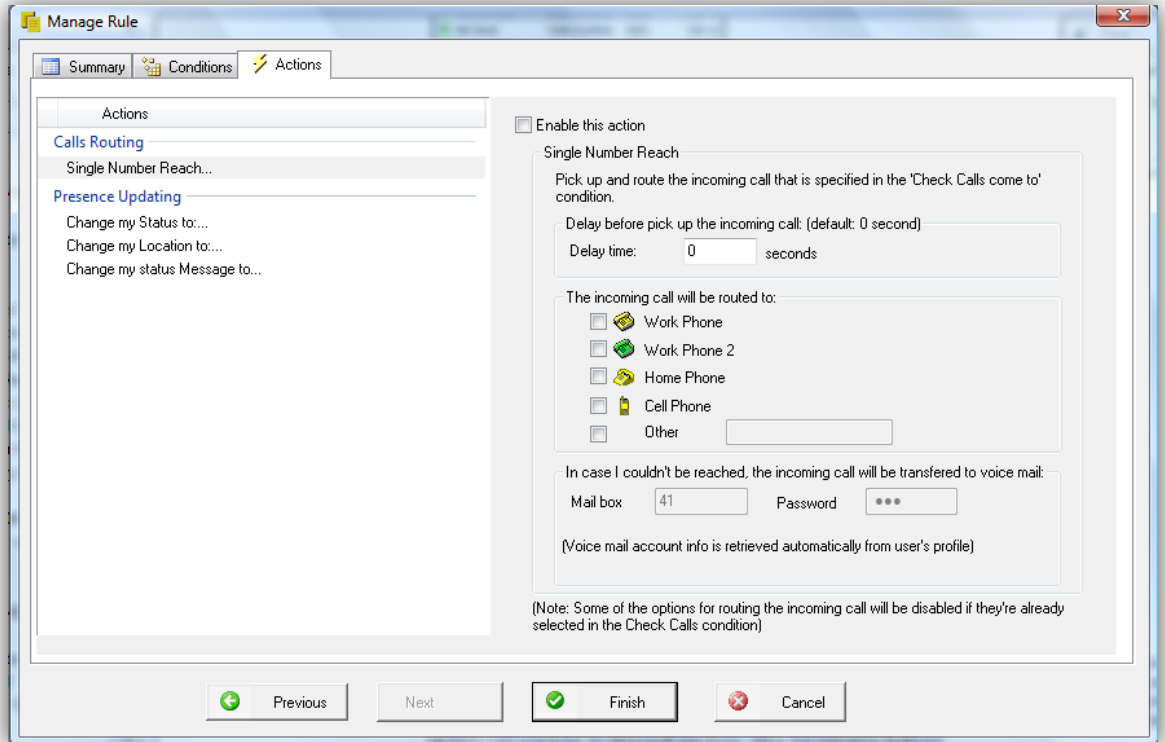 Manage Rule
Summary
Conditions
Actions
Actions
Calls Routing
Single Number Reach...
Presence Updating
Change my Status to:...
Change my Location to:...
Change my status Message to...
Enable this action
Single Number Reach
Pick up and route the incoming call that is specified in the 'Check Calls come to'
condition.
Delay before pick up the incoming call: (default: 0 second)
Delay time: 0 seconds
The incoming call will be routed to:
Work Phone
Work Phone 2
Home Phone
Cell Phone
Other
In case I couldn't be reached, the incoming call will be transfered to voice mail:
Mail box 41 Password •••
(Voice mail account info is retrieved automatically from user's profile)
(Note: Some of the options for routing the incoming call will be disabled if they're already
selected in the Check Calls condition)
Previous Next Finish Cancel